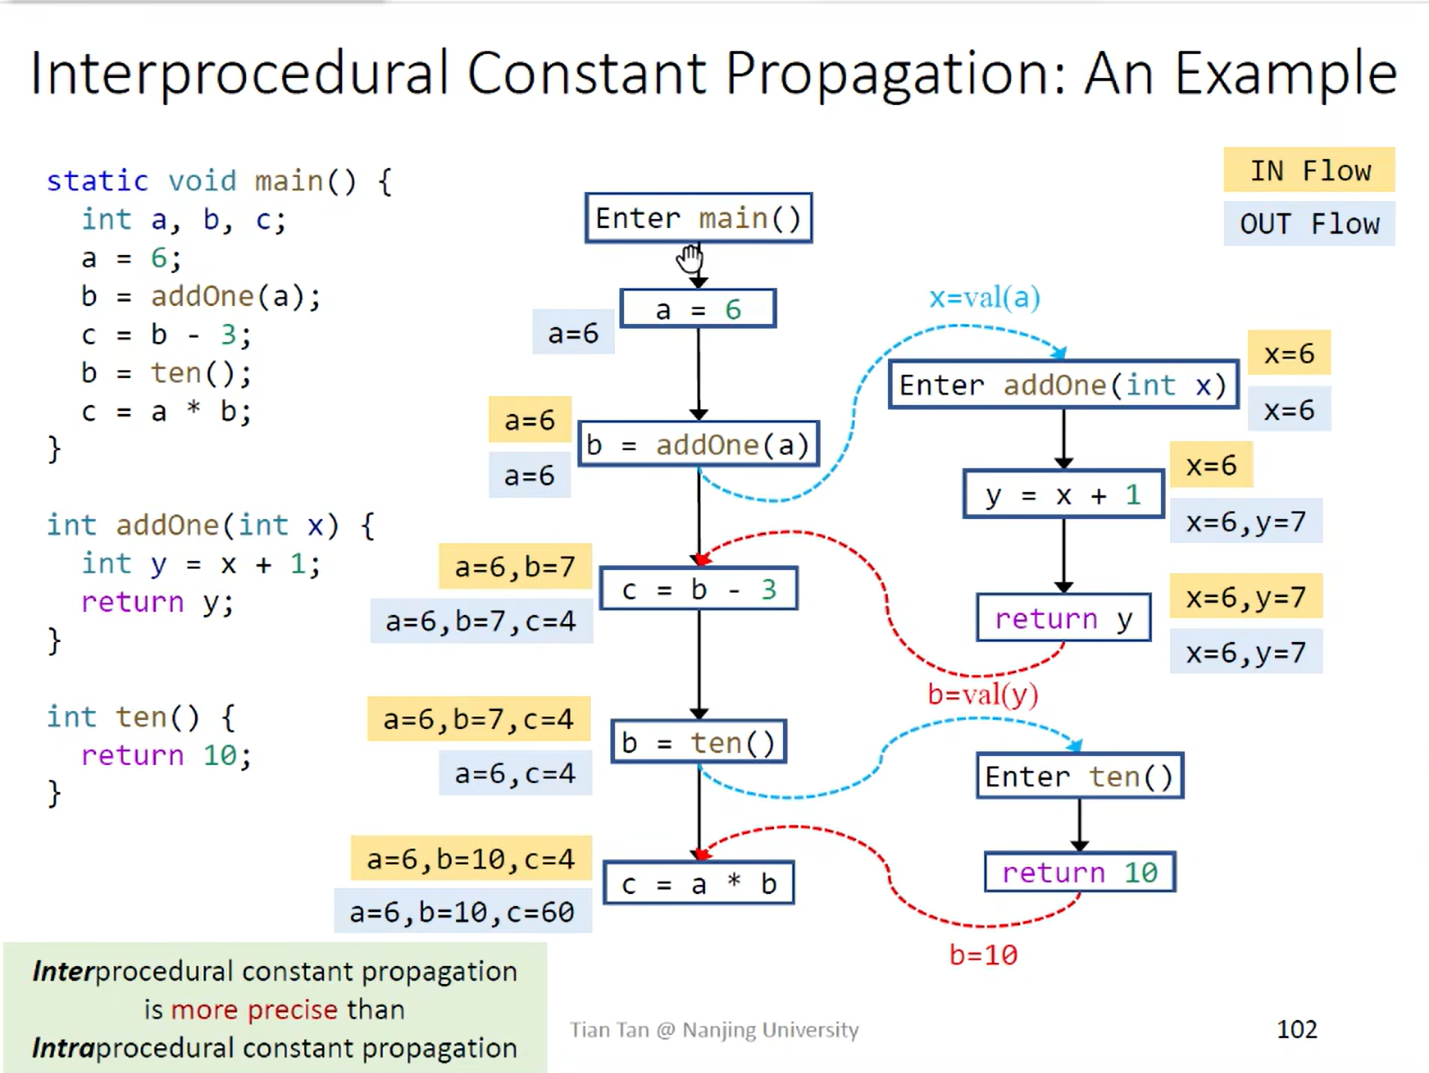 Interprocedural Constant Propagation: An Example
static void main() {
int a, b, c;
a = 6;
b = addOne(a);
c = b - 3;
b = ten();
c = a * b;
}
int addOne(int x) {
int y = x + 1;
return y;
}
int ten() {
return 10;
}
IN Flow
OUT Flow
Enter main()
a = 6
a=6
a=6
b = addOne(a)
a=6
a=6,b=7
c = b - 3
a=6,b=7,c=4
a=6,b=7,c=4
b = ten()
a=6,c=4
a=6,b=10,c=4
c = a * b
a=6,b=10,c=60
x=val(a)
Enter addOne(int x)
x=6
x=6
y = x + 1
x=6
x=6,y=7
return y
x=6,y=7
x=6,y=7
b=val(y)
Enter ten()
return 10
b=10
Interprocedural constant propagation
is more precise than
Intraprocedural constant propagation
Tian Tan @ Nanjing University
102